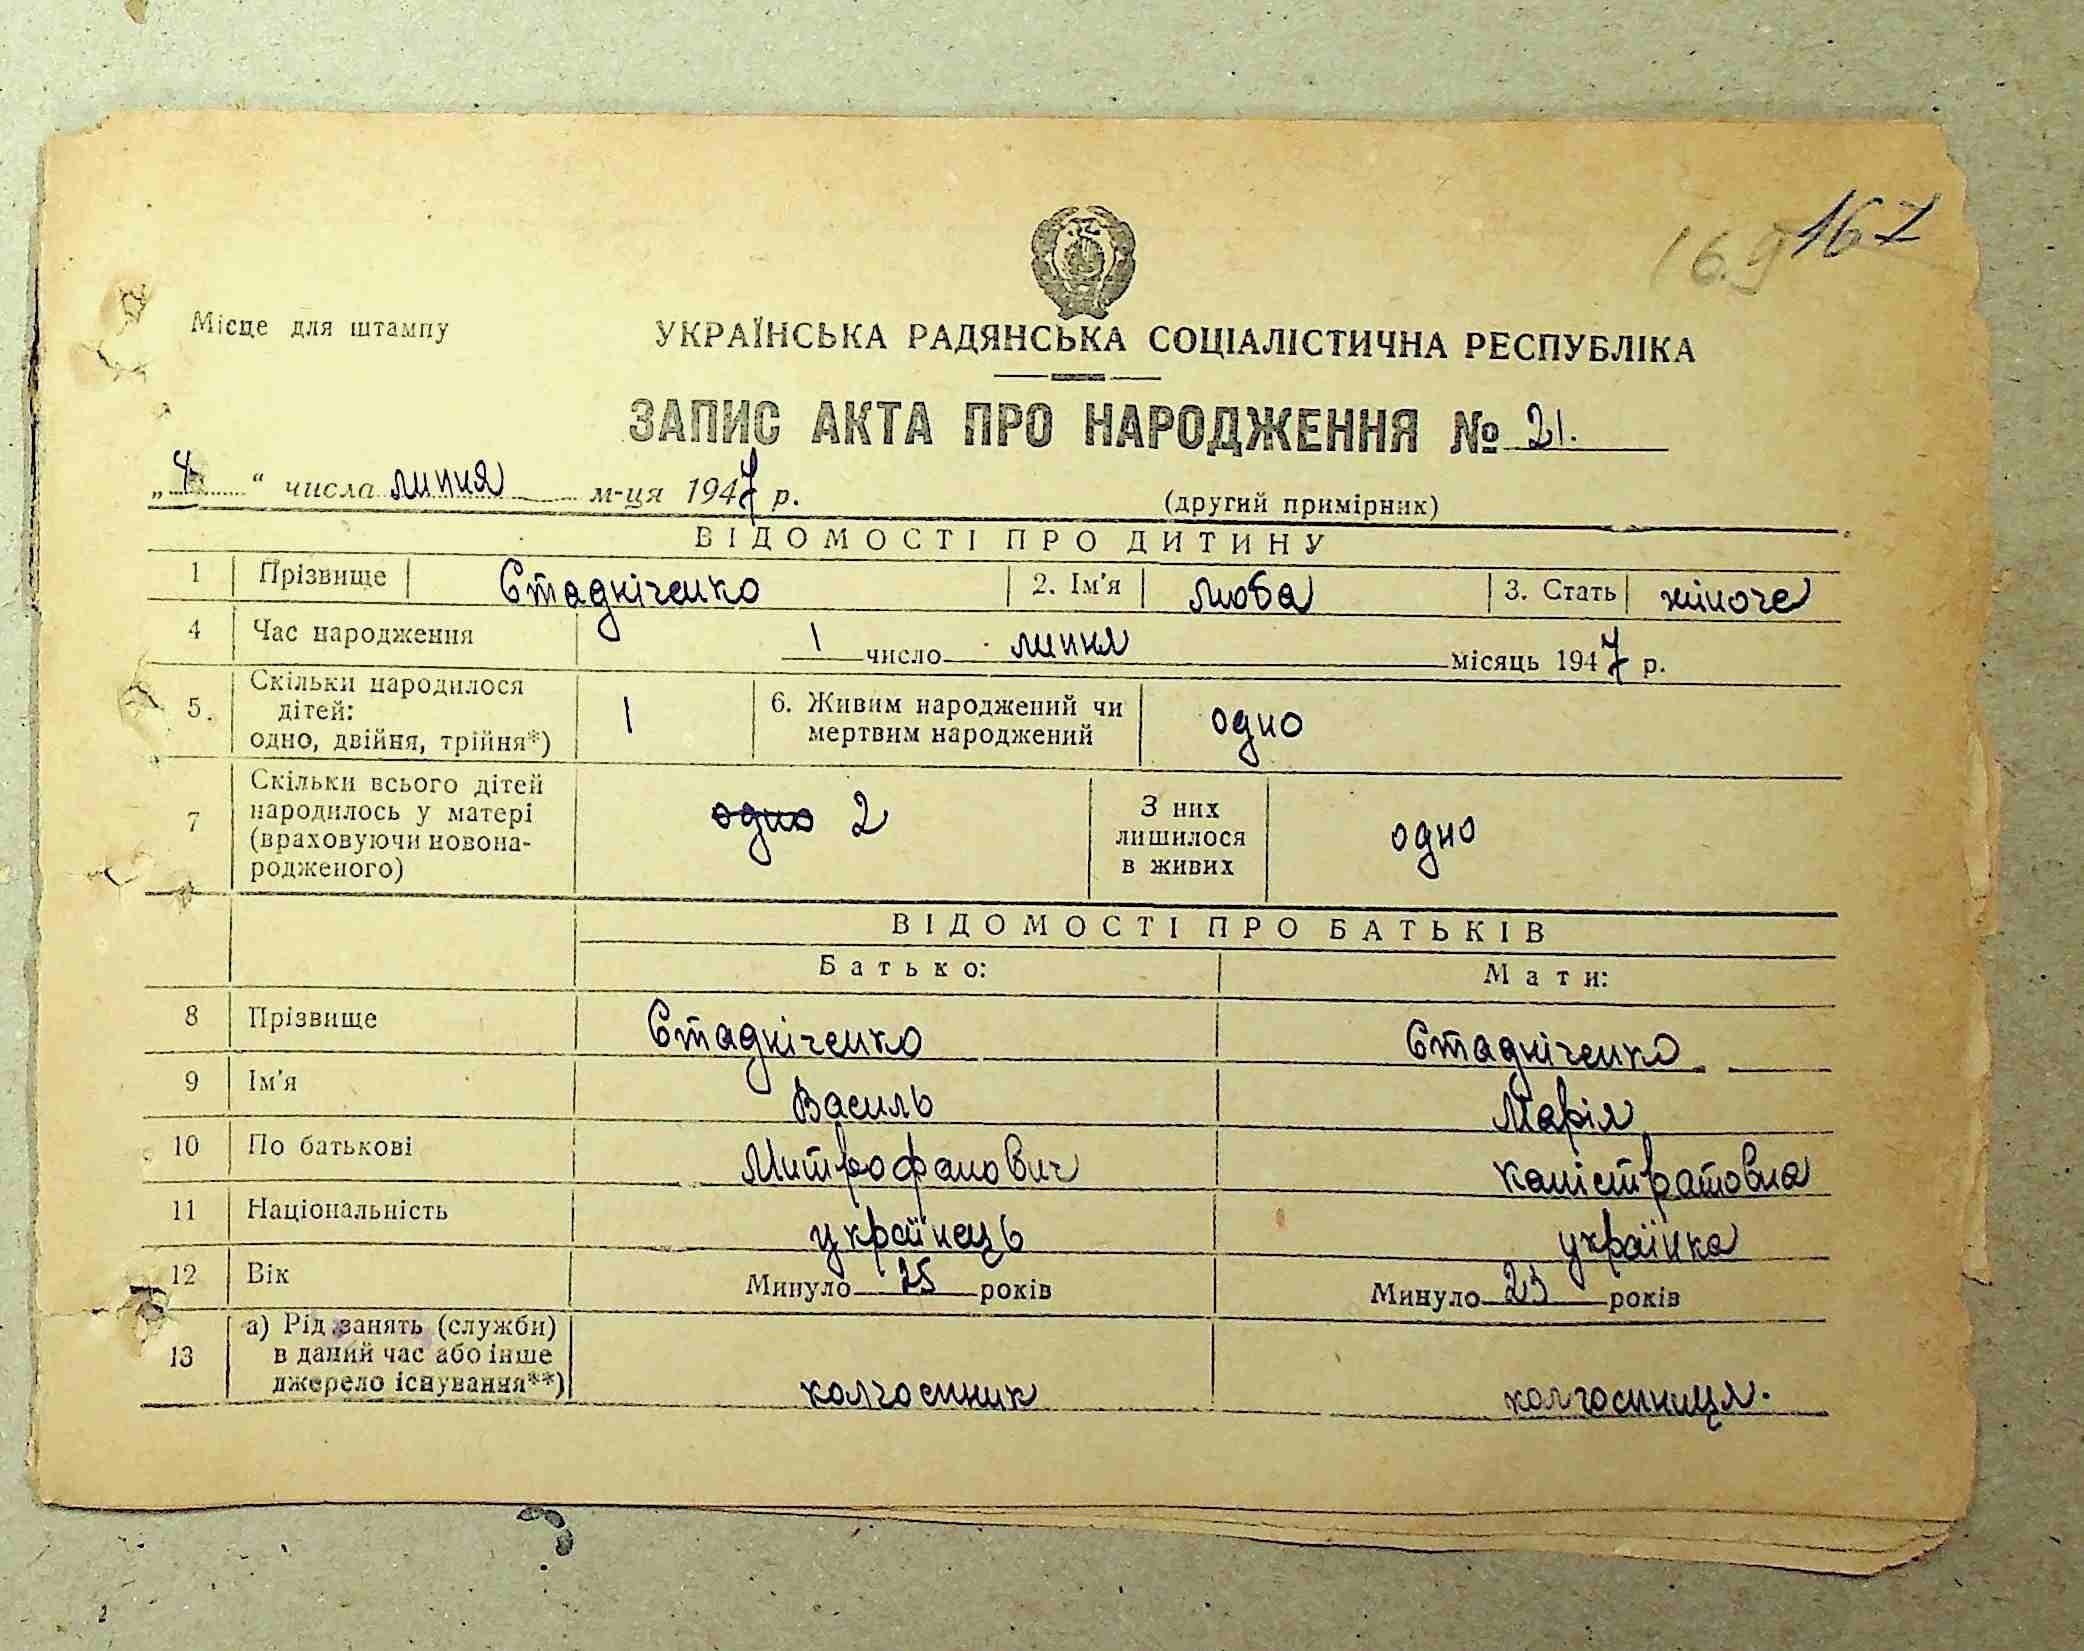 16.9 167
Місце для штампу
УКРАЇНСЬКА РАДЯНСЬКА СОЦІАЛІСТИЧНА РЕСПУБЛІКА
ЗАПИС АКТА ПРО НАРОДЖЕННЯ № 21.
„4“ числа липня м-ця 1947 р. (другий примірник)
ВІДОМОСТІ ПРО ДИТИНУ
1 Прізвище Стадніченко 2. Ім'я Люба 3. Стать жіноче
4 Час народження 1 число липня місяць 1947 р.
5. Скільки народилося дітей: одно, двійня, трійня*) 1 6. Живим народжений чи мертвим народжений одно
7 Скільки всього дітей народилось у матері (враховуючи новонародженого) одно 2 З них лишилося в живих одно
ВІДОМОСТІ ПРО БАТЬКІВ
Батько: Мати:
8 Прізвище Стадніченко Стадніченко
9 Ім'я Василь Марія
10 По батькові Митрофанович Каністратовна
11 Національність українець українка
12 Вік Минуло 25 років Минуло 23 років
13 а) Рід занять (служби) в даний час або інше джерело існування**) колгоспник колгоспниця.